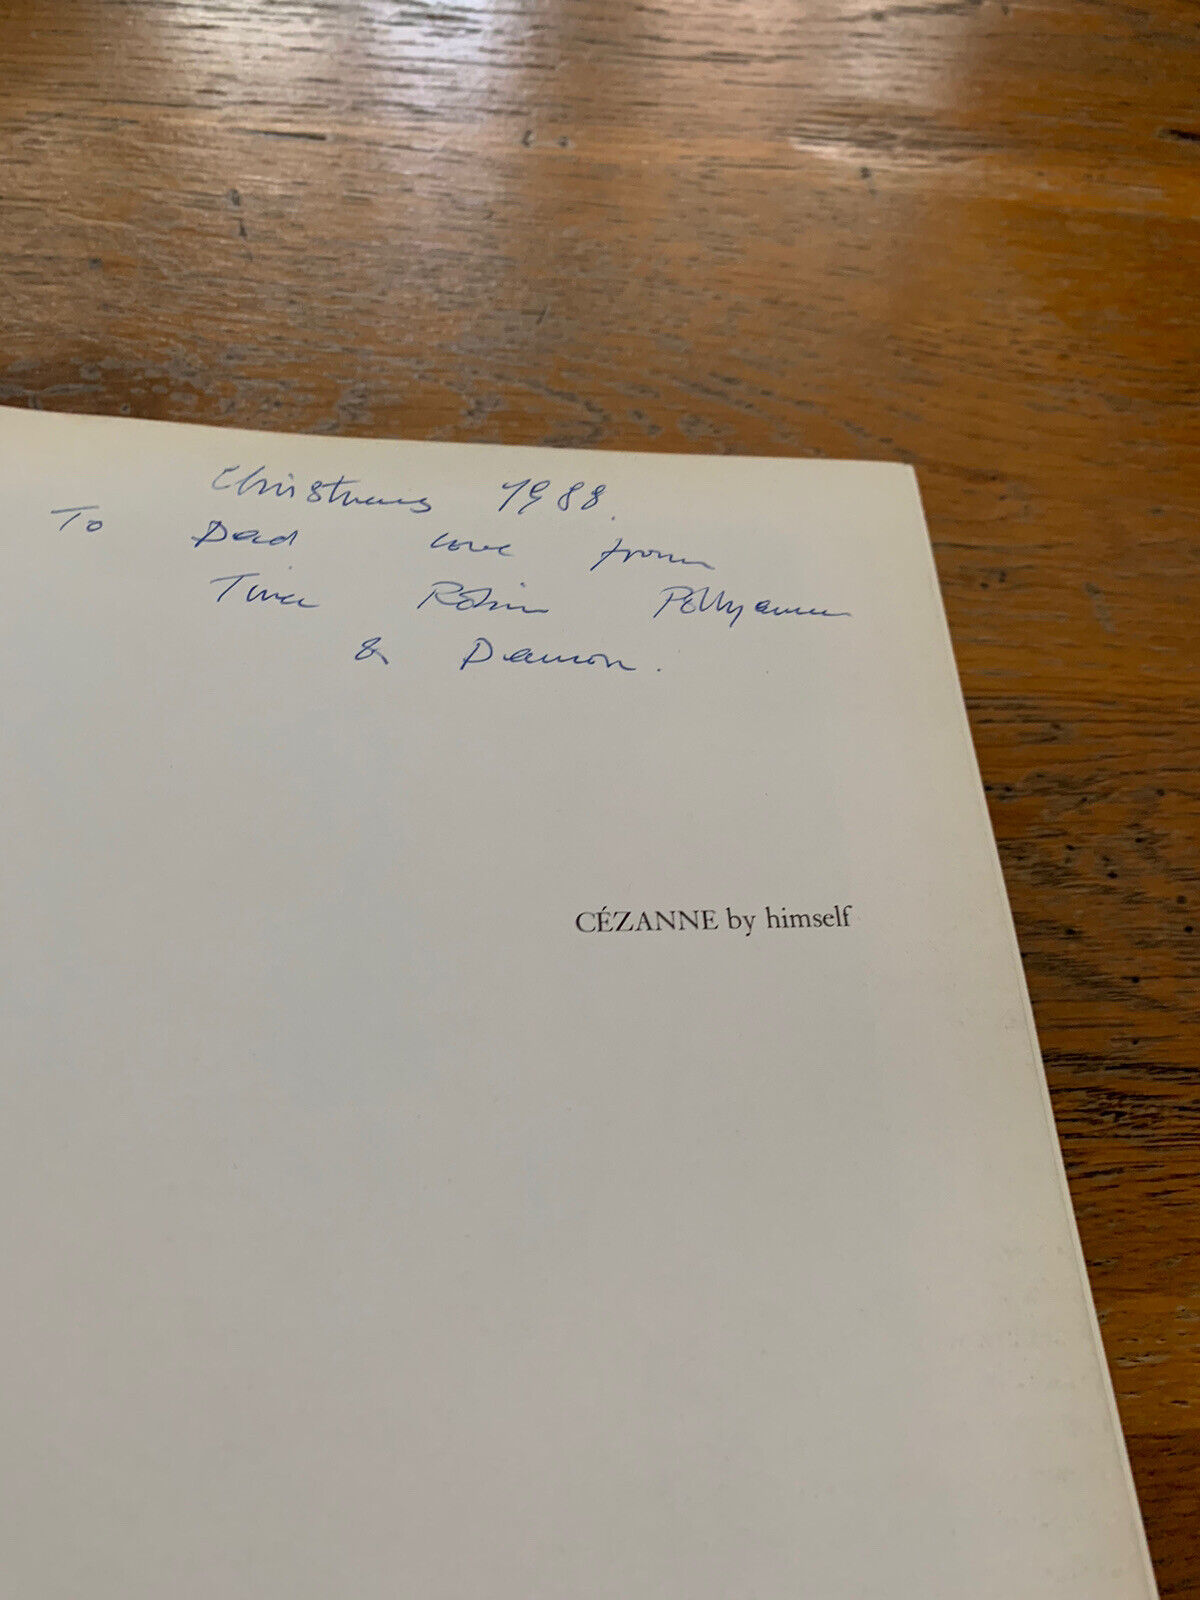 Christmas 1988.
To Dad love from
Tina Robin Pollyanna
& Damon.
CÉZANNE by himself